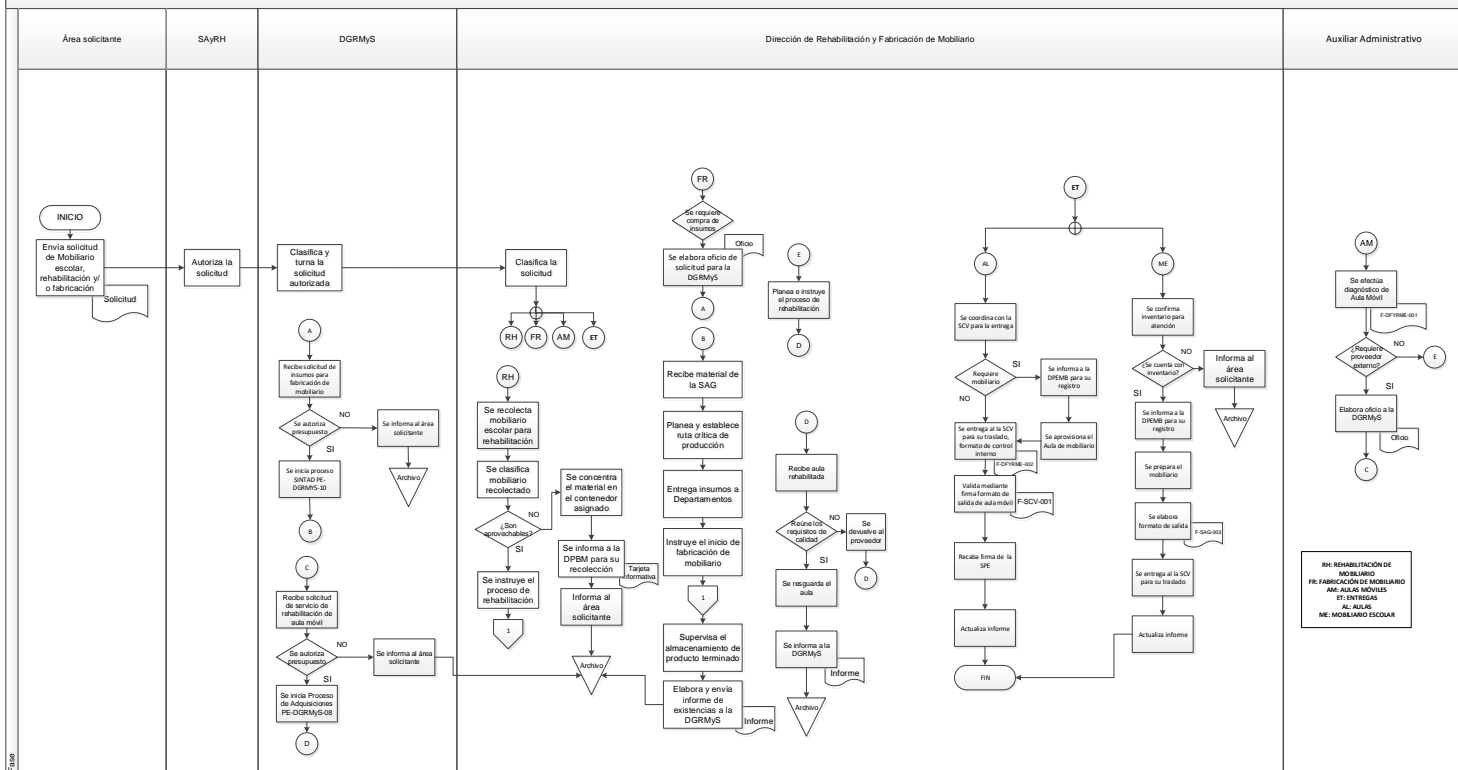 Área solicitante
SAyRH
DGRMyS
Dirección de Rehabilitación y Fabricación de Mobiliario
Auxiliar Administrativo
Fase
INICIO
Envía solicitud
de Mobiliario
escolar,
rehabilitación y/
o fabricación
Solicitud
Autoriza la
solicitud
Clasifica y
turna la
solicitud
autorizada
A
Recibe solicitud de
insumos para
fabricación de
mobiliario
Se autoriza
presupuesto
NO
SI
Se informa al área
solicitante
Archivo
Se inicia proceso
SINTAD PE-
DGRMYS-10
B
C
Recibe solicitud
de servicio de
rehabilitación de
aula móvil
Se autoriza
presupuesto
NO
SI
Se informa al área
solicitante
Se inicia Proceso
de Adquisiciones
PE-DGRMyS-08
D
Clasifica la
solicitud
RH
FR
AM
ET
RH
Se recolecta
mobiliario
escolar para
rehabilitación
Se clasifica
mobiliario
recolectado
¿Son
aprovechables?
NO
SI
Se instruye el
proceso de
rehabilitación
1
Se concentra
el material en
el contenedor
asignado
Se informa a la
DPBM para su
recolección
Tarjeta
informativa
Informa al
área
solicitante
Archivo
FR
Se requiere
compra de
insumos
Oficio
Se elabora oficio de
solicitud para la
DGRMyS
A
B
Recibe material de
la SAG
Planea y establece
ruta crítica de
producción
Entrega insumos a
Departamentos
Instruye el inicio de
fabricación de
mobiliario
1
Supervisa el
almacenamiento de
producto terminado
Elabora y envía
informe de
existencias a la
DGRMyS
Informe
E
Planea e instruye
el proceso de
rehabilitación
D
D
Recibe aula
rehabilitada
Reúne los
requisitos de
calidad
NO
SI
Se
devuelve al
proveedor
D
Se resguarda el
aula
Se informa a la
DGRMyS
Informe
Archivo
ET
AL
Se coordina con la
SCV para la entrega
Requiere
mobiliario
SI
NO
Se informa a la
DPEMB para su
registro
Se aprovisiona el
Aula de mobiliario
Se entrega al SCV
para su traslado,
formato de control
interno
F-DFYRME-002
Valida mediante
firma formato de
salida de aula móvil
F-SCV-001
Recaba firma de la
SPE
Actualiza informe
FIN
ME
Se confirma
inventario para
atención
¿Se cuenta con
inventario?
NO
SI
Informa al
área
solicitante
Archivo
Se informa a la
DPEMB para su
registro
Se prepara el
mobiliario
Se elabora
formato de salida
F-SAG-003
Se entrega al SCV
para su traslado
Actualiza informe
AM
Se efectúa
diagnóstico de
Aula Móvil
F-DFYRME-001
¿Requiere
proveedor
externo?
NO
E
SI
Elabora oficio a la
DGRMyS
Oficio
C
RH: REHABILITACIÓN DE
MOBILIARIO
FR: FABRICACIÓN DE MOBILIARIO
AM: AULAS MÓVILES
ET: ENTREGAS
AL: AULAS
ME: MOBILIARIO ESCOLAR